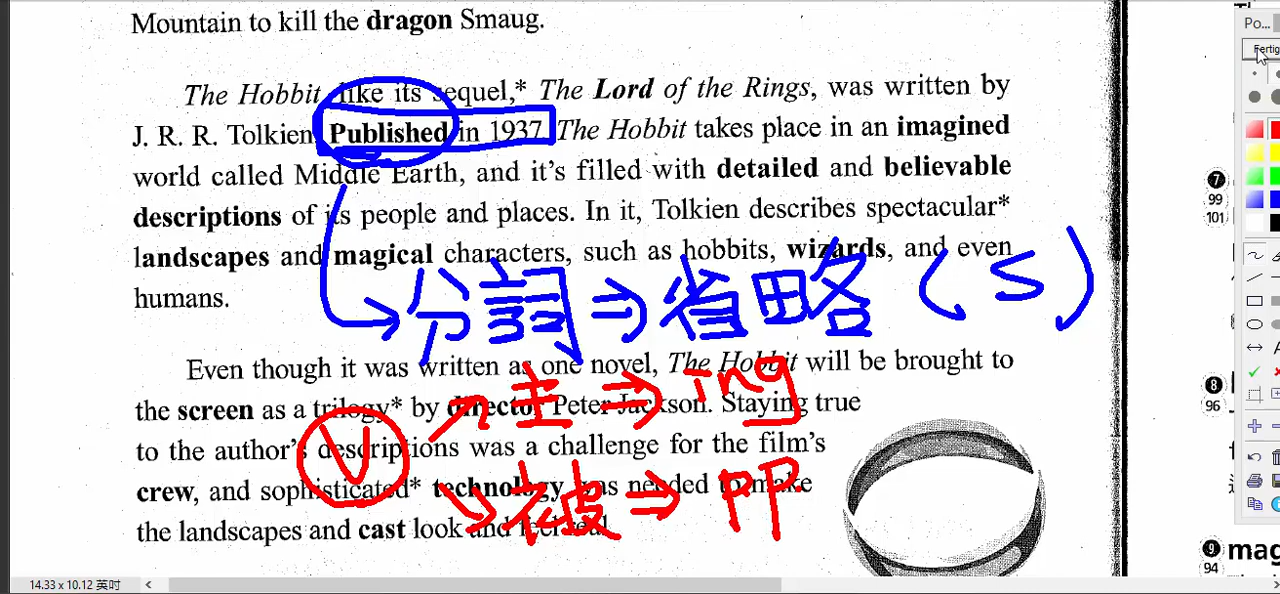 Mountain to kill the dragon Smaug.
The Hobbit, like its sequel,* The Lord of the Rings, was written by
J. R. R. Tolkien. Published in 1937, The Hobbit takes place in an imagined
world called Middle Earth, and it's filled with detailed and believable
descriptions of its people and places. In it, Tolkien describes spectacular*
landscapes and magical characters, such as hobbits, wizards, and even
humans.
分詞 ⇒ 省略 (S)
Even though it was written as one novel, The Hobbit will be brought to
the screen as a trilogy* by director Peter Jackson. Staying true
to the author's descriptions was a challenge for the film's
crew, and sophisticated* technology was needed to make
the landscapes and cast look and feel real.
V
主 ⇒ ing
被 ⇒ PP
Po...
Fertig
7
99
101
8
96
9
94
mag
14.33 x 10.12 英吋